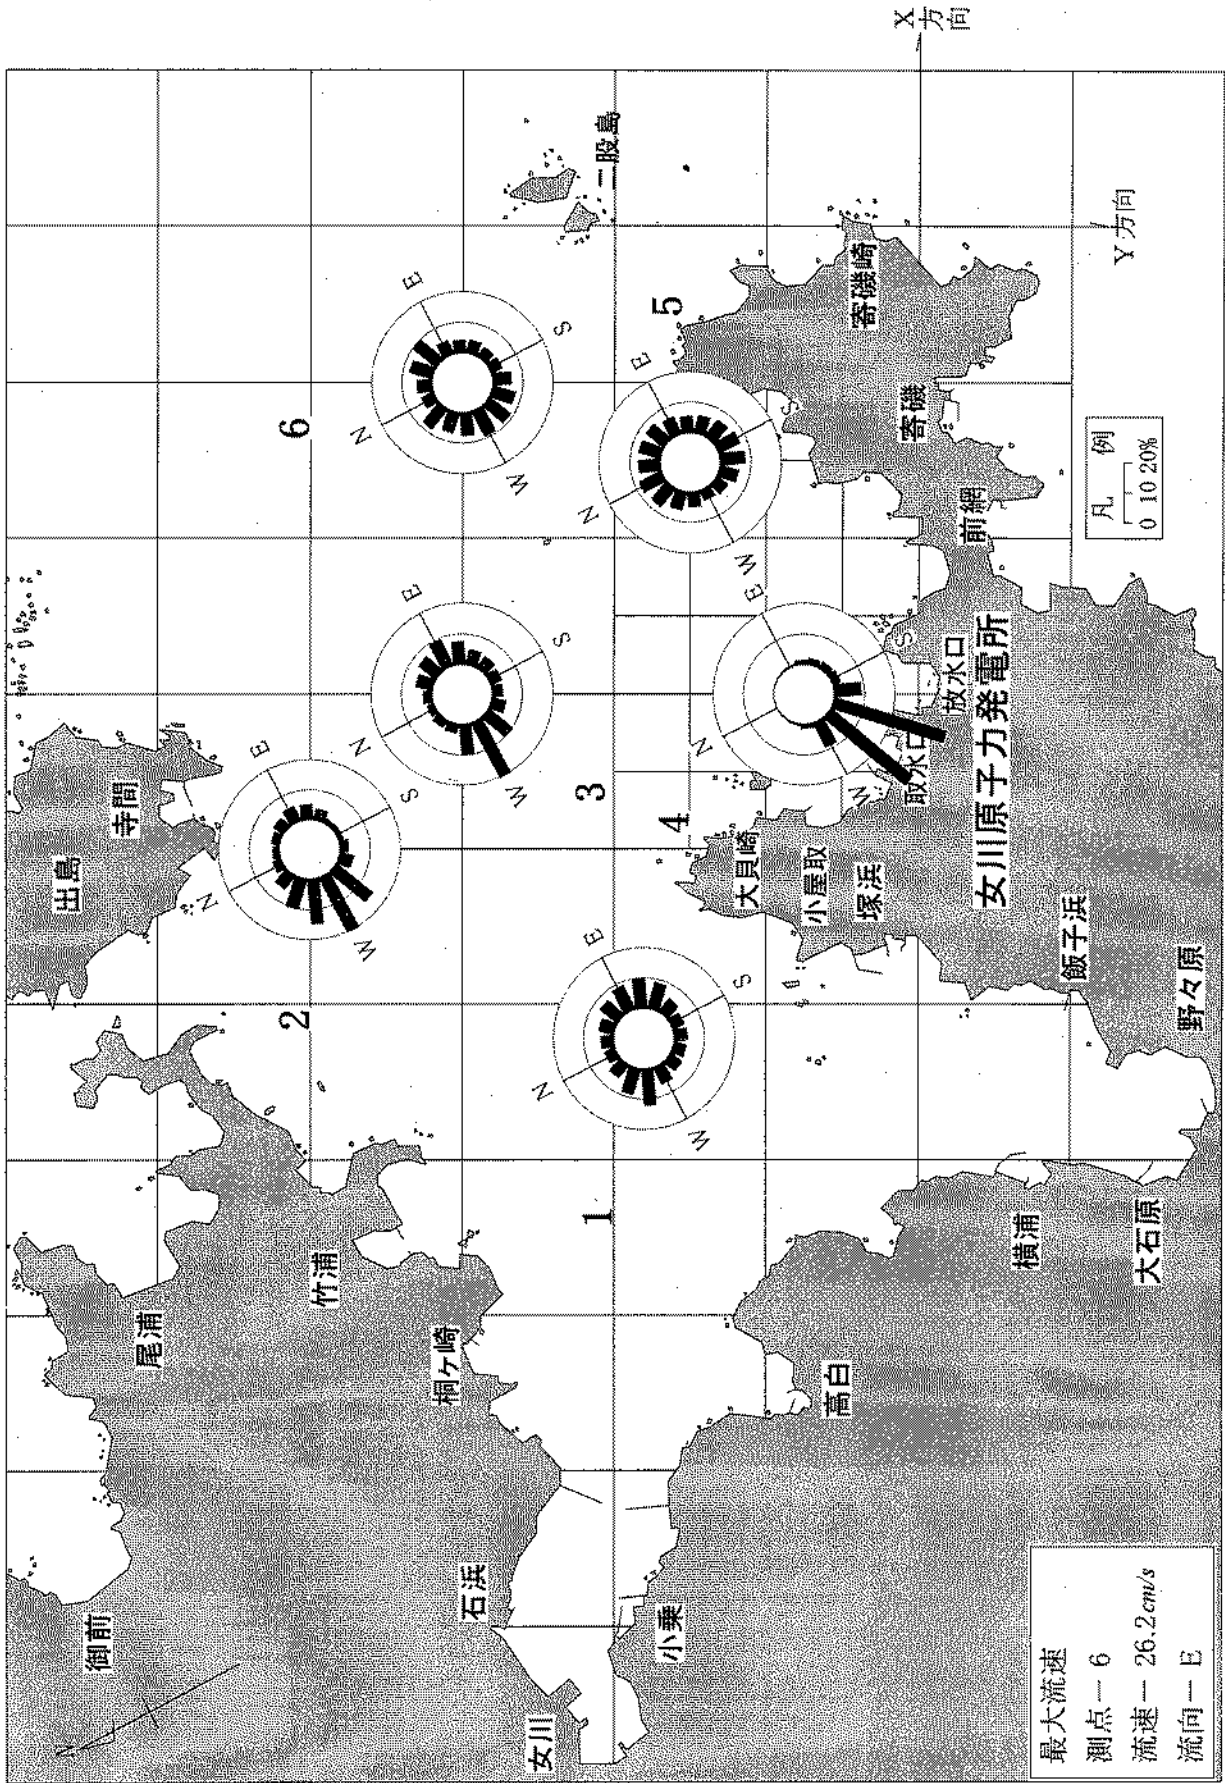 X方向
Y方向
御前
尾浦
竹浦
桐ヶ崎
石浜
女川
小乗
高白
横浦
大石原
野々原
飯子浜
塚浜
小屋取
大貝崎
出島
寺間
二股島
寄磯崎
寄磯
前網
女川原子力発電所
取水口
放水口
1
N
E
S
W
2
N
E
S
W
3
N
E
S
W
4
N
E
S
W
5
N
E
S
W
6
N
E
S
W
凡 例
0 10 20%
最大流速
測点－6
流速－26.2cm/s
流向－E
N